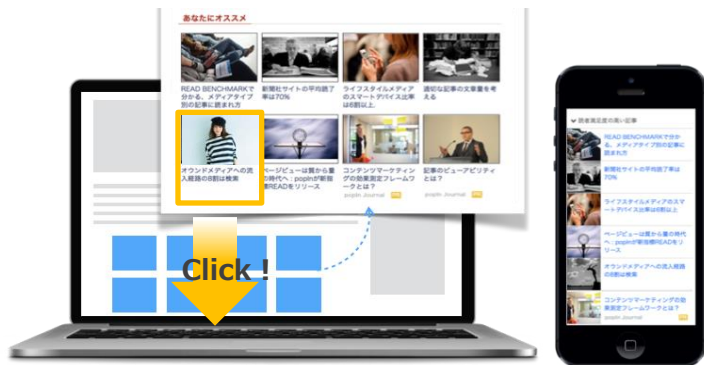 あなたにオススメ
READ BENCHMARKで
分かる、メディアタイプ
別の記事に読まれ方
新聞社サイトの平均読了
率は70%
ライフスタイルメディア
のスマートデバイス比率
は6割以上
適切な記事の文章量を考
える
オウンドメディアへの流
入経路の8割は検索
ページビューは質から量
の時代へ：popInが新指
標READをリリース
コンテンツマーケティン
グの効果測定フレームワ
ークとは？
popIn Journal
記事のビューアビリティ
とは？
popIn Journal
Click !
読者満足度の高い記事
READ BENCHMARKで分か
る、メディアタイプ別の記事に
読まれ方
新聞社サイトの平均読了率は
70%
ライフスタイルメディアのスマ
ートデバイス比率は6割以上
ページビューは質から量の時代
へ：popInが新指標READをリ
リース
オウンドメディアへの流入経路
の8割は検索
コンテンツマーケティングの効
果測定フレームワークとは？
popIn Journal